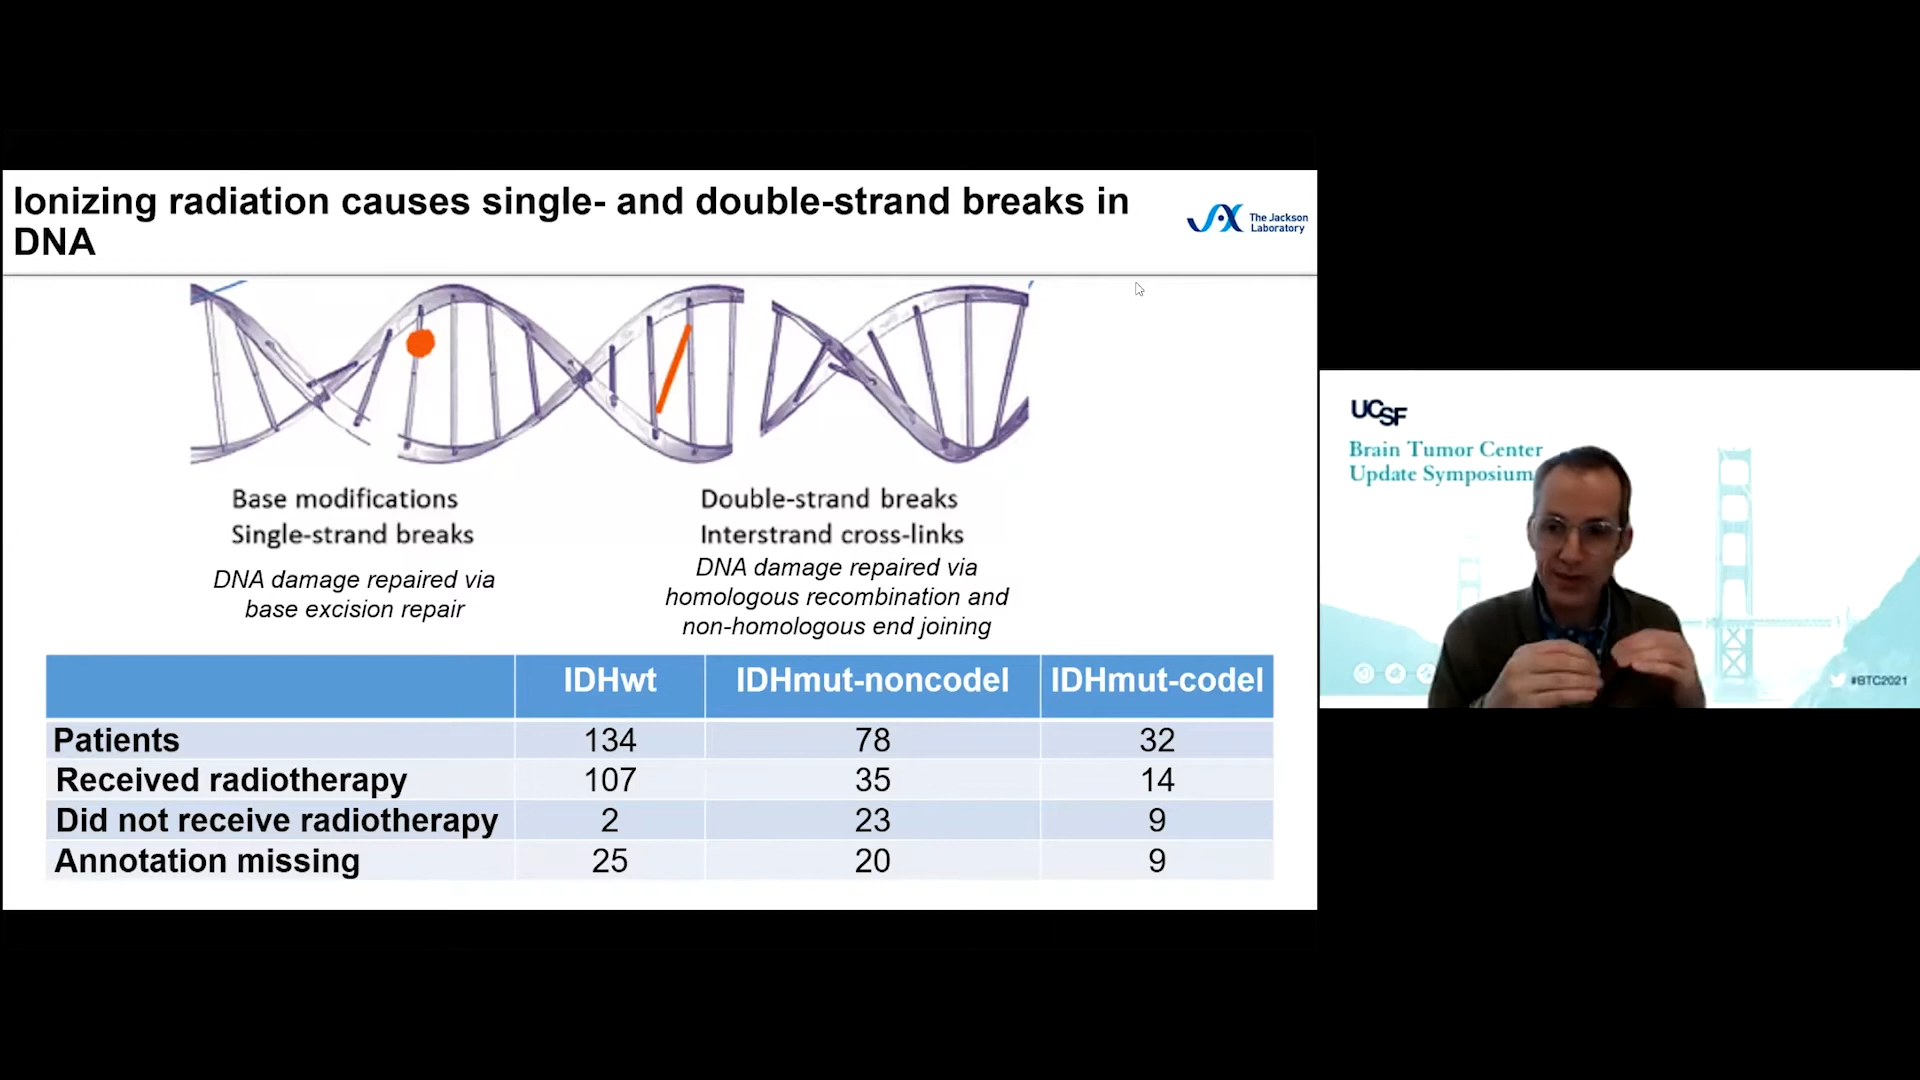 Ionizing radiation causes single- and double-strand breaks in
DNA
The Jackson
Laboratory
Base modifications
Single-strand breaks
DNA damage repaired via
base excision repair
Double-strand breaks
Interstrand cross-links
DNA damage repaired via
homologous recombination and
non-homologous end joining
IDHwt IDHmut-noncodel IDHmut-codel
Patients 134 78 32
Received radiotherapy 107 35 14
Did not receive radiotherapy 2 23 9
Annotation missing 25 20 9
UCSF
Brain Tumor Center
Update Symposium
#BTC2021